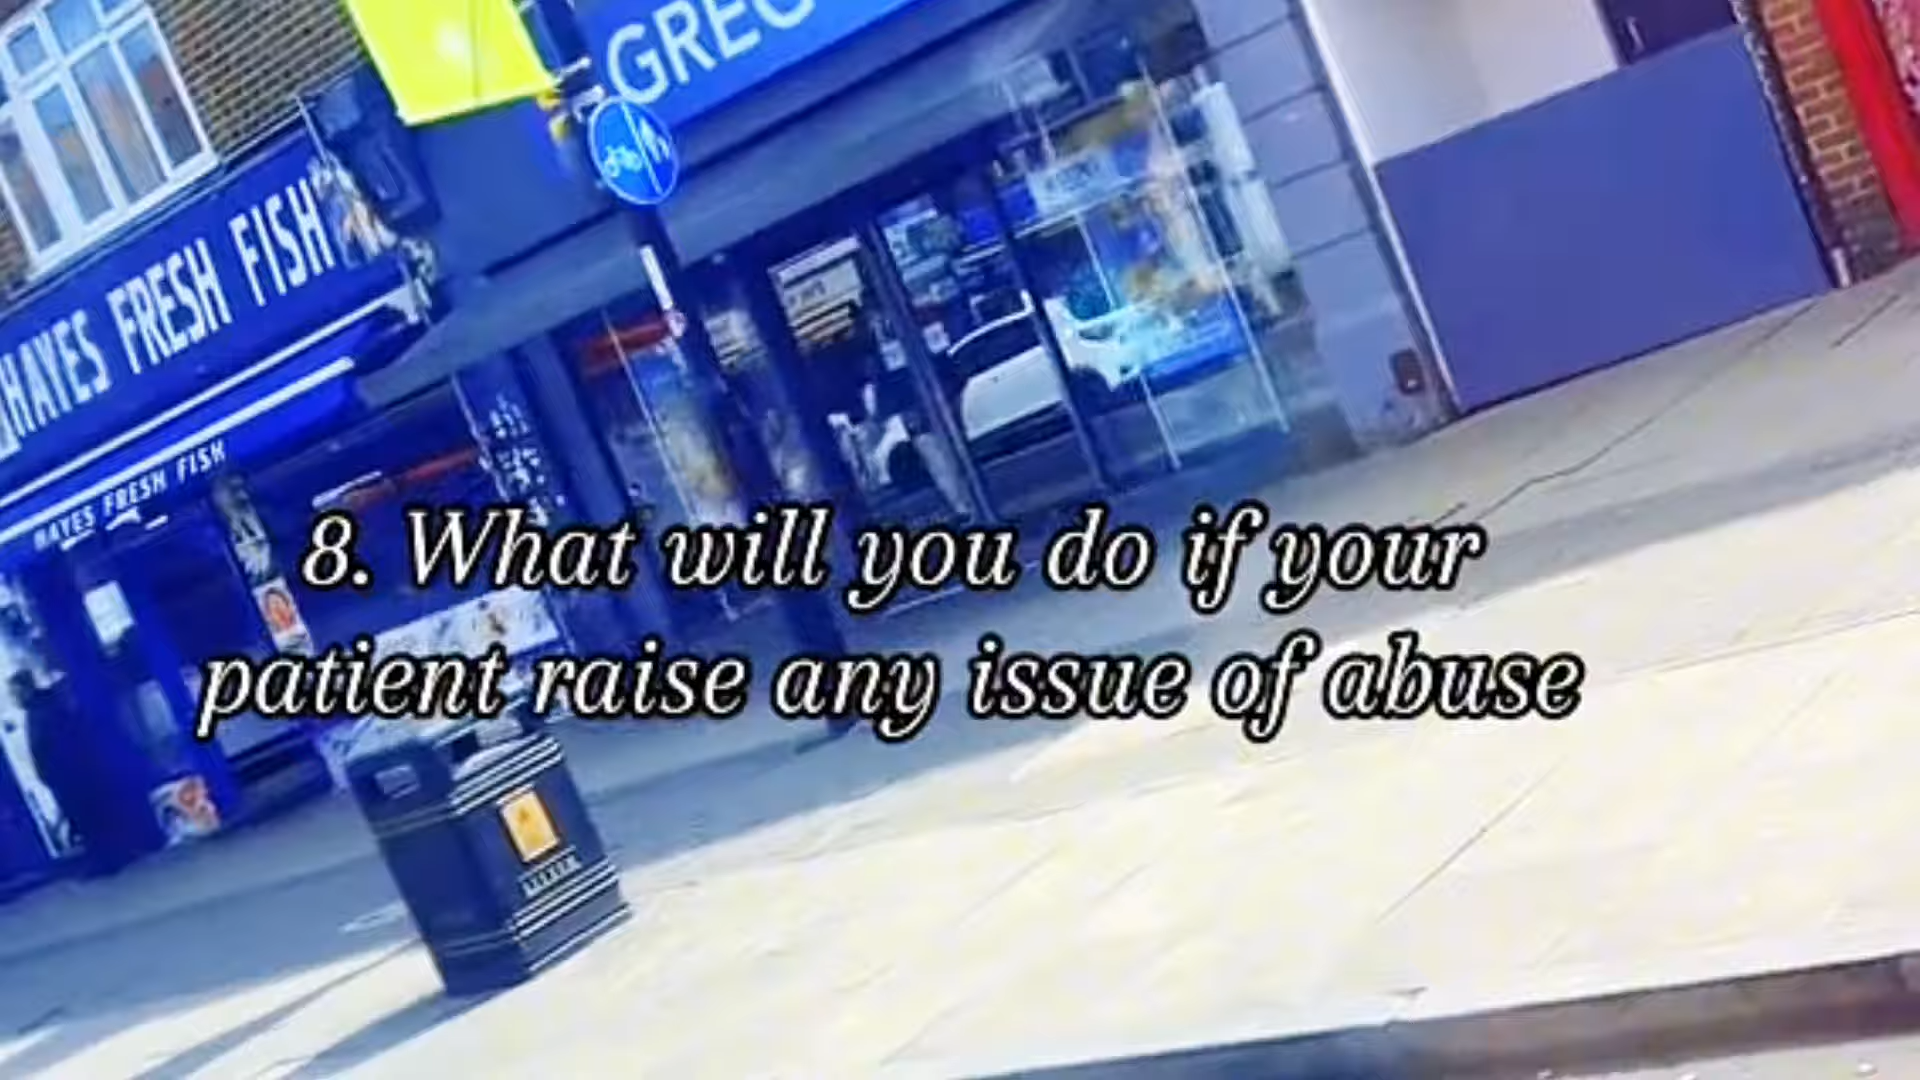 GREG
HAYES FRESH FISH
HAYES FRESH FISH
8. What will you do if your
patient raise any issue of abuse